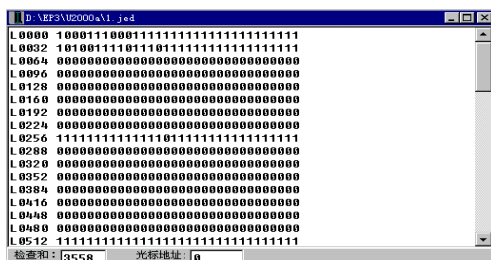 D:\EP3\U2000a\1.jed
L0000 10001110001111111111111111111111
L0032 10100111101110111111111111111111
L0064 00000000000000000000000000000000
L0096 00000000000000000000000000000000
L0128 00000000000000000000000000000000
L0160 00000000000000000000000000000000
L0192 00000000000000000000000000000000
L0224 00000000000000000000000000000000
L0256 11111111111111011111111111111111
L0288 00000000000000000000000000000000
L0320 00000000000000000000000000000000
L0352 00000000000000000000000000000000
L0384 00000000000000000000000000000000
L0416 00000000000000000000000000000000
L0448 00000000000000000000000000000000
L0480 00000000000000000000000000000000
L0512 11111111111111111111111111111111
检查和: 3558 光标地址: 0